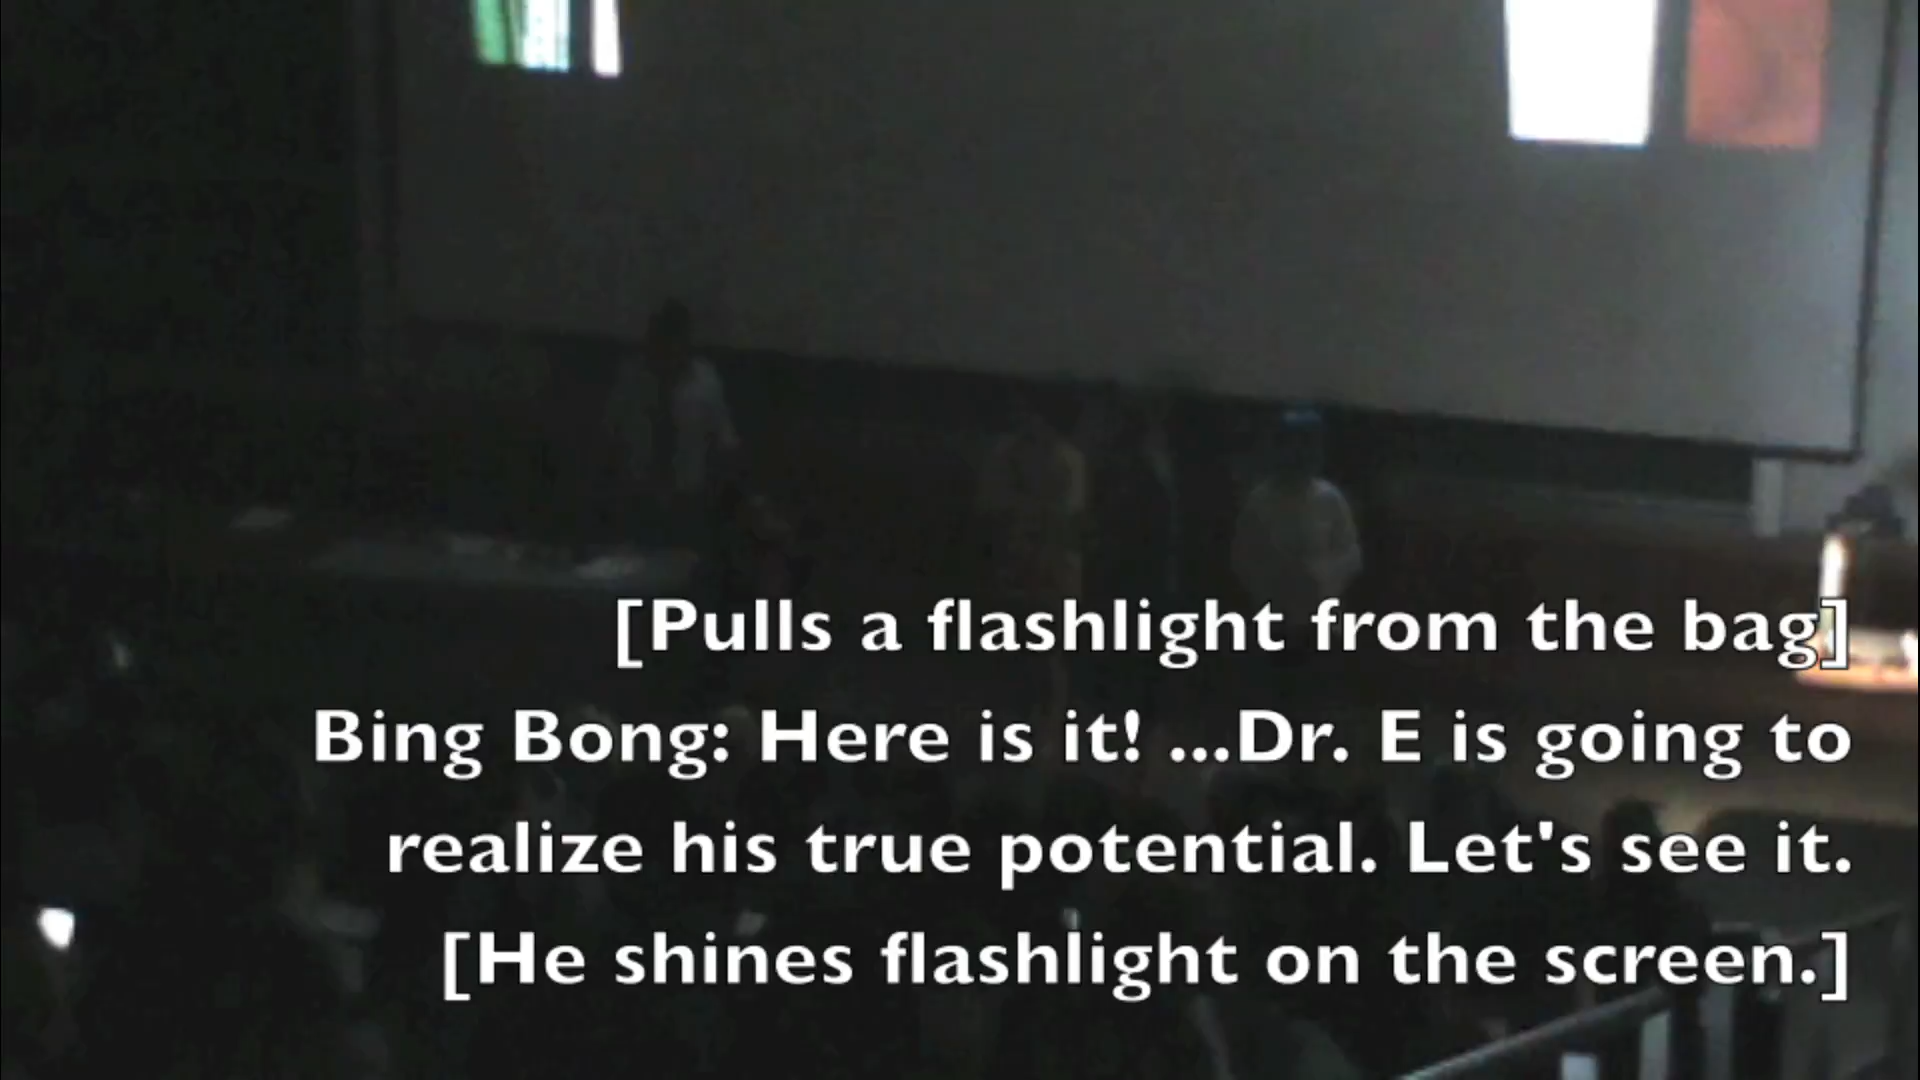 [Pulls a flashlight from the bag]
Bing Bong: Here is it! ...Dr. E is going to
realize his true potential. Let's see it.
[He shines flashlight on the screen.]